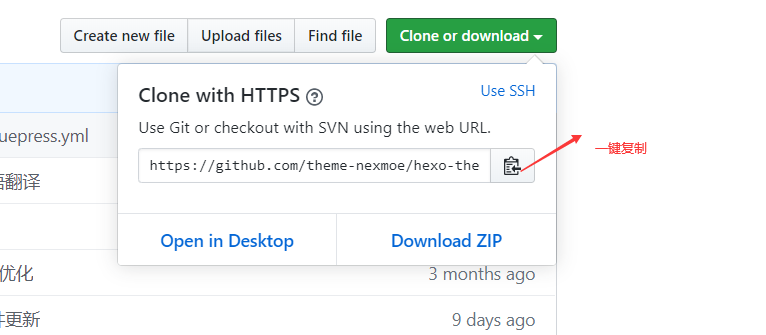 Create new file Upload files Find file Clone or download
Clone with HTTPS Use SSH
Use Git or checkout with SVN using the web URL.
uepress.yml
https://github.com/theme-nexmoe/hexo-the
一键复制
语翻译
Open in Desktop Download ZIP
优化 3 months ago
件更新 9 days ago